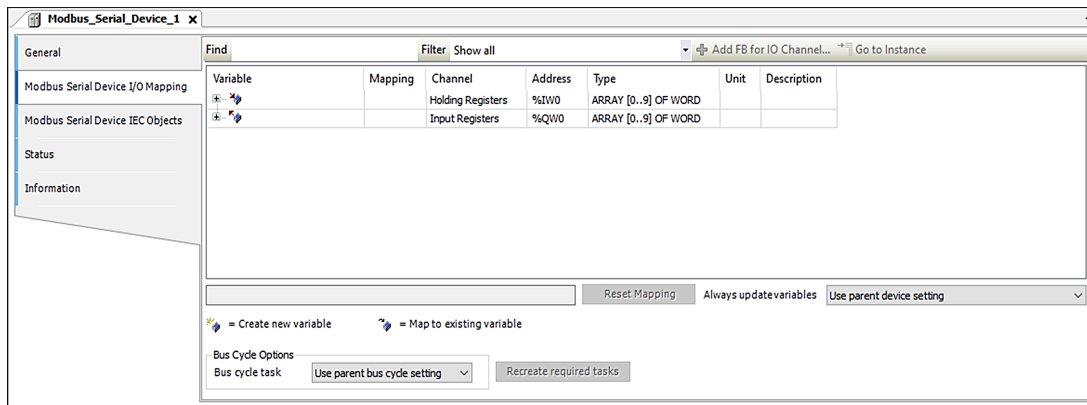 Modbus_Serial_Device_1 X
General
Modbus Serial Device I/O Mapping
Modbus Serial Device IEC Objects
Status
Information
Find Filter Show all Add FB for IO Channel... Go to Instance
Variable Mapping Channel Address Type Unit Description
Holding Registers %IW0 ARRAY [0..9] OF WORD
Input Registers %QW0 ARRAY [0..9] OF WORD
Reset Mapping Always update variables Use parent device setting
= Create new variable = Map to existing variable
Bus Cycle Options
Bus cycle task Use parent bus cycle setting Recreate required tasks